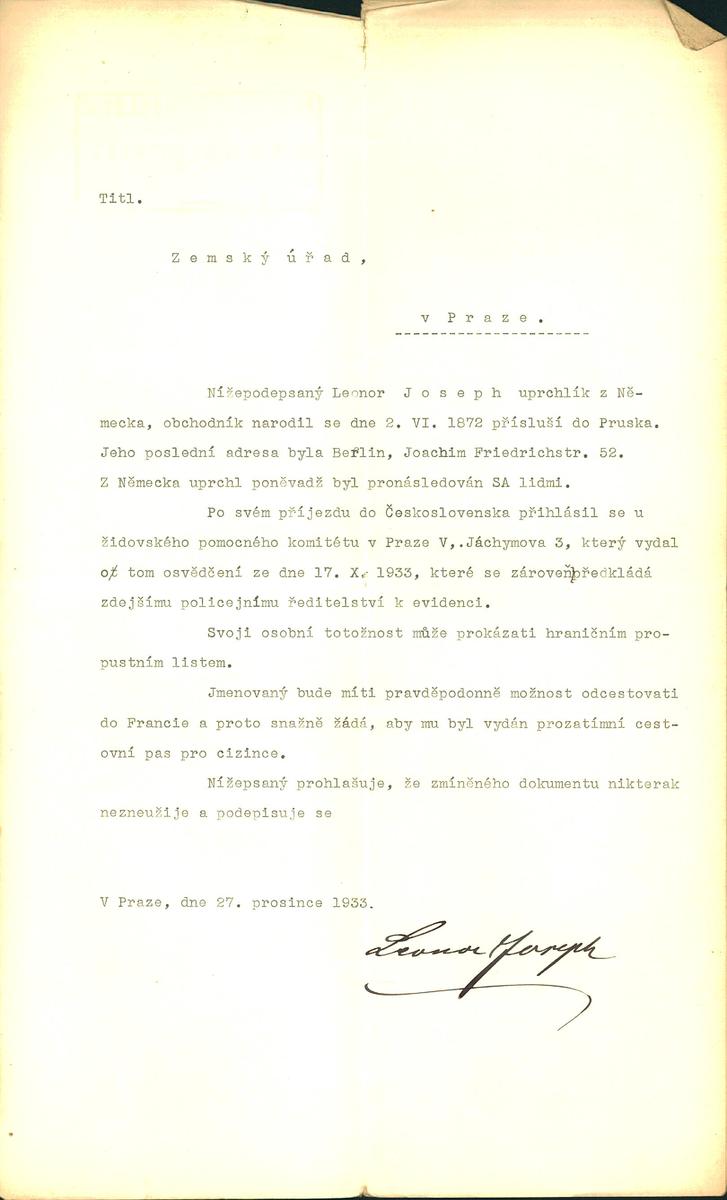 Titl.
Zemský úřad,
v Praze.
Nížepodepsaný Leonor Joseph uprchlík z Ně-
mecka, obchodník narodil se dne 2. VI. 1872 přísluší do Pruska.
Jeho poslední adresa byla Berlin, Joachim Friedrichstr. 52.
Z Německa uprchl poněvadž byl pronásledován SA lidmi.
Po svém příjezdu do Československa přihlásil se u
židovského pomocného komitétu v Praze V,.Jáchymova 3, který vydal
o tom osvědčení ze dne 17. X. 1933, které se zároveň předkládá
zdejšímu policejnímu ředitelství k evidenci.
Svoji osobní totožnost může prokázati hraničním pro-
pustním listem.
Jmenovaný bude míti pravděpodonně možnost odcestovati
do Francie a proto snažně žádá, aby mu byl vydán prozatímní cest-
ovní pas pro cizince.
Nížepsaný prohlašuje, že zmíněného dokumentu nikterak
nezneužije a podepisuje se
V Praze, dne 27. prosince 1933.
Leonor Joseph